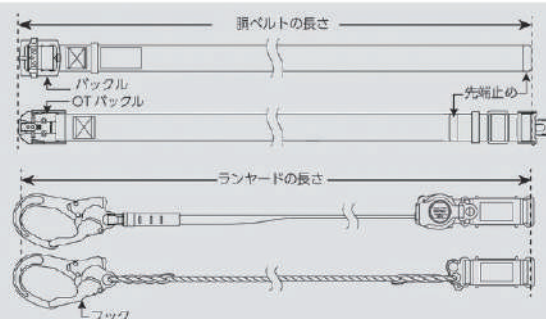 胴ベルトの長さ
バックル
OTバックル
先端止め
ランヤードの長さ
フック